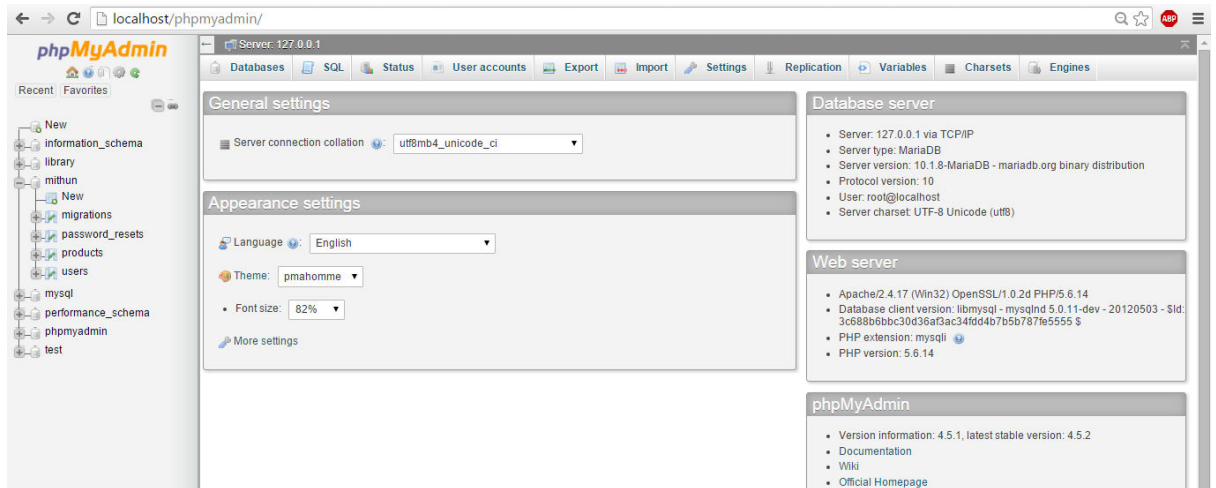 localhost/phpmyadmin/
ABP
phpMyAdmin
Recent Favorites
New
information_schema
library
mithun
New
migrations
password_resets
products
users
mysql
performance_schema
phpmyadmin
test
Server: 127.0.0.1
Databases SQL Status User accounts Export Import Settings Replication Variables Charsets Engines
General settings
Server connection collation : utf8mb4_unicode_ci
Appearance settings
Language : English
Theme: pmahomme
Font size: 82%
More settings
Database server
Server: 127.0.0.1 via TCP/IP
Server type: MariaDB
Server version: 10.1.8-MariaDB - mariadb.org binary distribution
Protocol version: 10
User: root@localhost
Server charset: UTF-8 Unicode (utf8)
Web server
Apache/2.4.17 (Win32) OpenSSL/1.0.2d PHP/5.6.14
Database client version: libmysql - mysqlnd 5.0.11-dev - 20120503 - $Id:
3c688b6bbc30d36af3ac34fdd4b7b5b787fe5555 $
PHP extension: mysqli
PHP version: 5.6.14
phpMyAdmin
Version information: 4.5.1, latest stable version: 4.5.2
Documentation
Wiki
Official Homepage